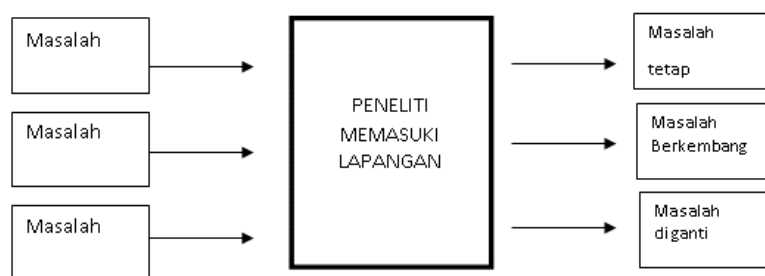 Masalah
Masalah
Masalah
PENELITI
MEMASUKI
LAPANGAN
Masalah
tetap
Masalah
Berkembang
Masalah
diganti